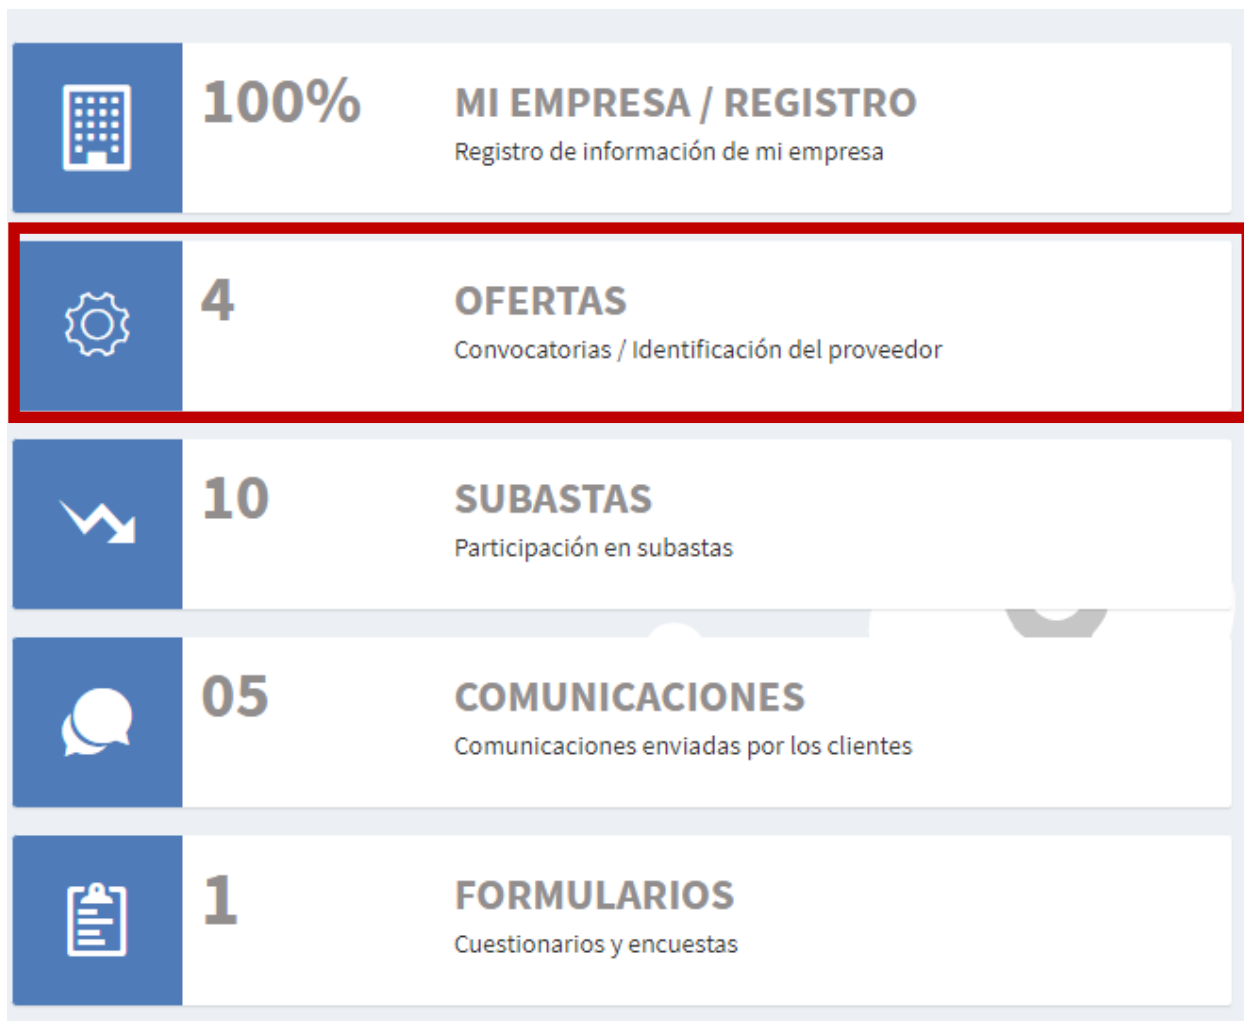 100%
MI EMPRESA / REGISTRO
Registro de información de mi empresa
4
OFERTAS
Convocatorias / Identificación del proveedor
10
SUBASTAS
Participación en subastas
05
COMUNICACIONES
Comunicaciones enviadas por los clientes
1
FORMULARIOS
Cuestionarios y encuestas